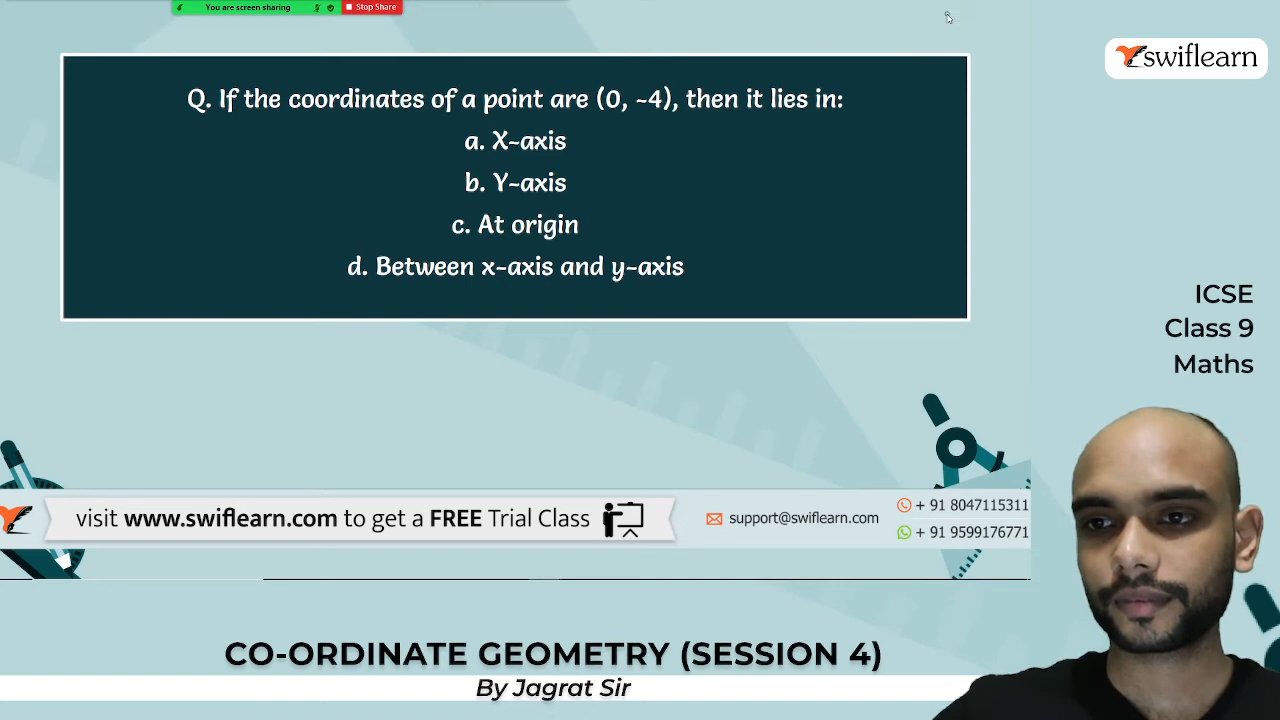 You are screen sharing
Stop Share
swiflearn
Q. If the coordinates of a point are (0, -4), then it lies in:
a. X-axis
b. Y-axis
c. At origin
d. Between x-axis and y-axis
ICSE
Class 9
Maths
visit www.swiflearn.com to get a FREE Trial Class
support@swiflearn.com
+ 91 8047115311
+ 91 9599176771
CO-ORDINATE GEOMETRY (SESSION 4)
By Jagrat Sir